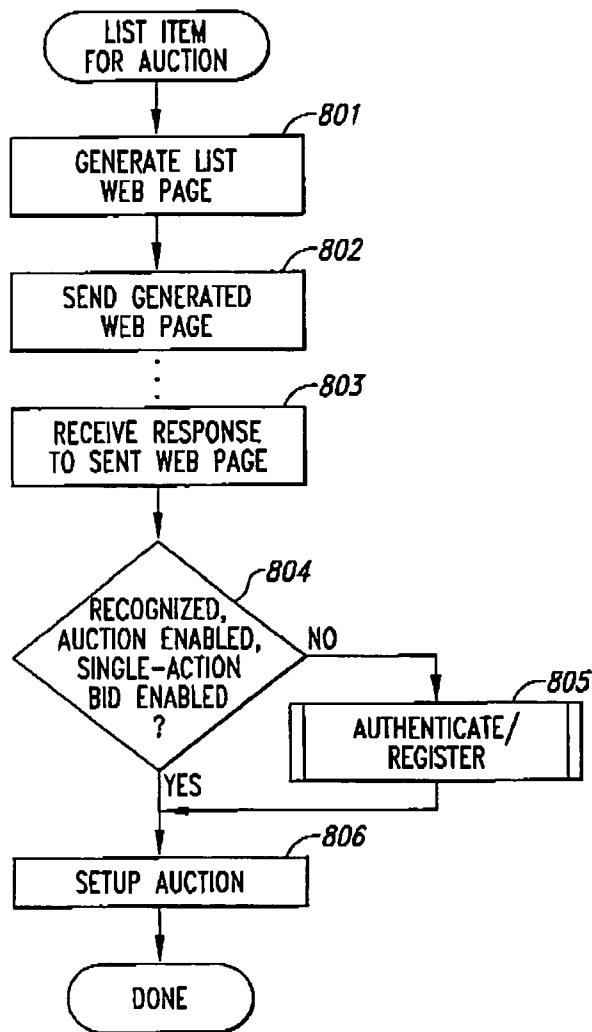 LIST ITEM
FOR AUCTION
801
GENERATE LIST
WEB PAGE
802
SEND GENERATED
WEB PAGE
803
RECEIVE RESPONSE
TO SENT WEB PAGE
804
RECOGNIZED,
AUCTION ENABLED,
SINGLE-ACTION
BID ENABLED
?
NO
805
AUTHENTICATE/
REGISTER
YES
806
SETUP AUCTION
DONE